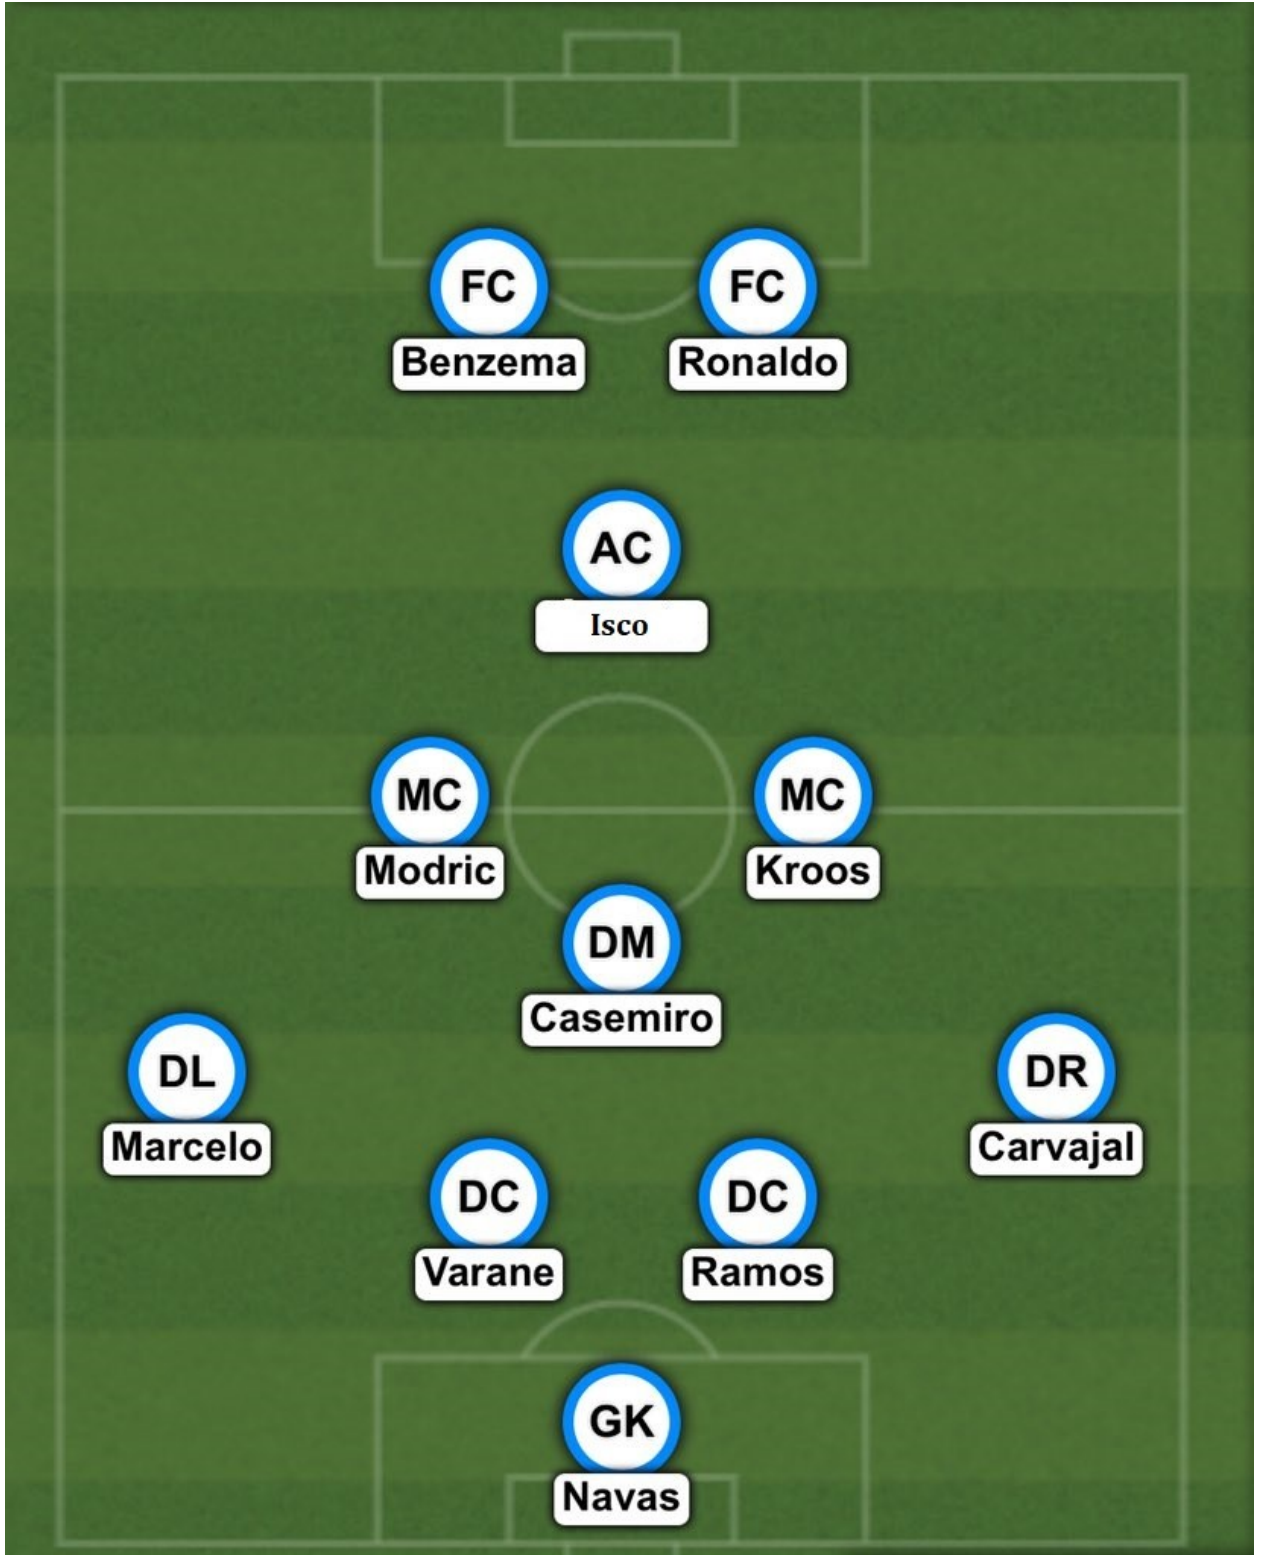 FC FC
Benzema Ronaldo
AC
Isco
MC MC
Modric Kroos
DM
Casemiro
DL DR
Marcelo Carvajal
DC DC
Varane Ramos
GK
Navas